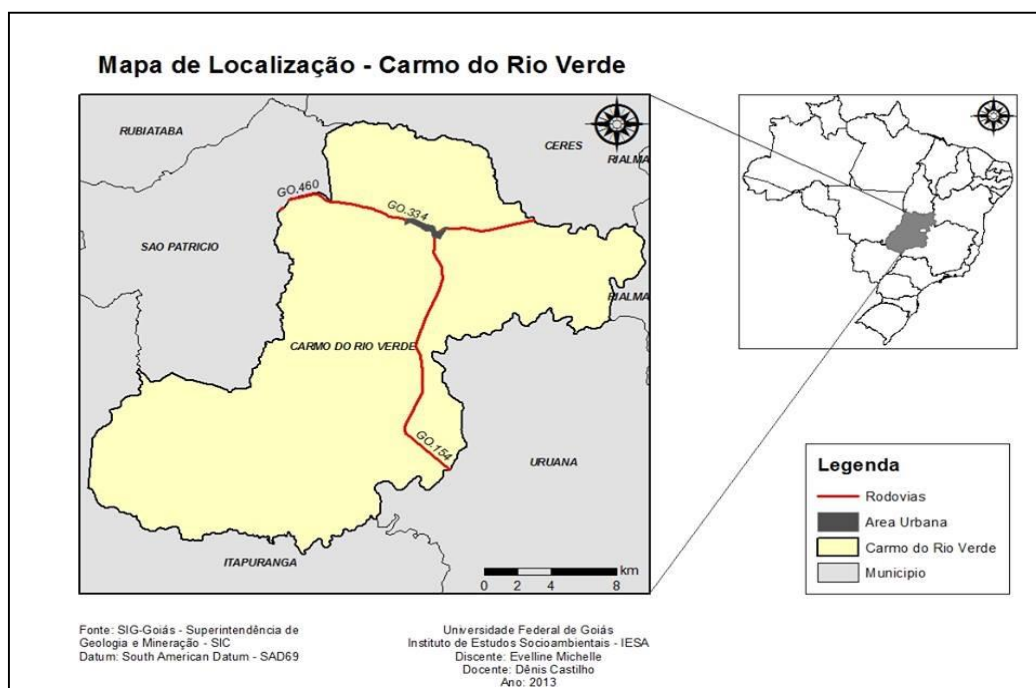 Mapa de Localização - Carmo do Rio Verde
RUBIATABA
CERES
RIALMA
GO.460
GO.334
SAO PATRICIO
RIALMA
CARMO DO RIO VERDE
GO.154
URUANA
ITAPURANGA
km
0 2 4 8
Legenda
Rodovias
Area Urbana
Carmo do Rio Verde
Municipio
Fonte: SIG-Goiás - Superintendência de
Geologia e Mineração - SIC
Datum: South American Datum - SAD69
Universidade Federal de Goiás
Instituto de Estudos Socioambientais - IESA
Discente: Evelline Michelle
Docente: Dênis Castilho
Ano: 2013